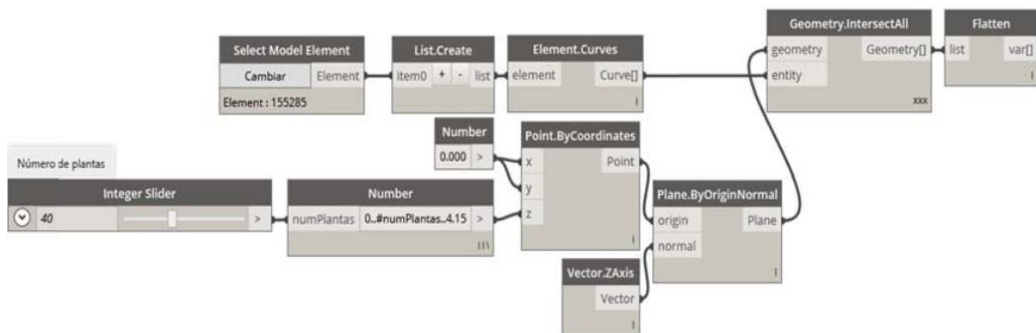 Select Model Element
Cambiar Element
Element : 155285
List.Create
item0 + - list
Element.Curves
element Curve[]
Geometry.IntersectAll
geometry Geometry[]
entity
xxx
Flatten
list var[]
Número de plantas
Integer Slider
40 >
Number
0.000 >
Number
numPlantas 0..#numPlantas..4.15 >
Point.ByCoordinates
x Point
y
z
Plane.ByOriginNormal
origin Plane
normal
Vector.ZAxis
Vector